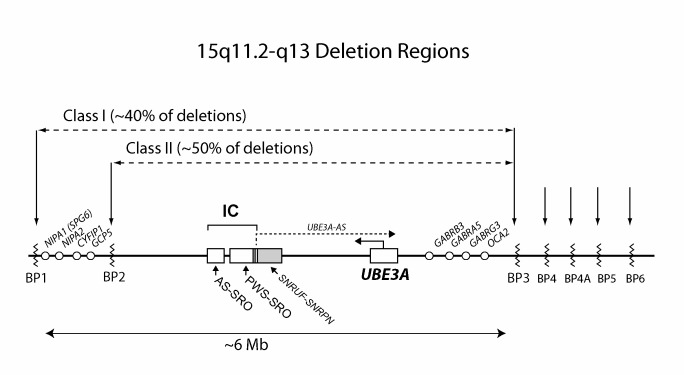 15q11.2-q13 Deletion Regions
Class I (~40% of deletions)
Class II (~50% of deletions)
IC
UBE3A-AS
NIPA1 (SPG6)
NIPA2
CYFIP1
GCP5
GABRB3
GABRA5
GABRG3
OCA2
BP1
BP2
UBE3A
BP3
BP4
BP4A
BP5
BP6
AS-SRO
PWS-SRO
SNRUF-SNRPN
~6 Mb